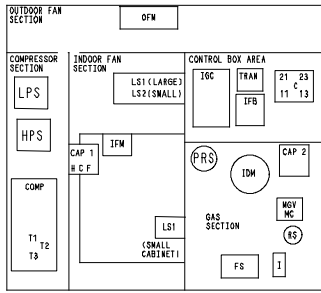 OUTDOOR FAN
SECTION
OFM
COMPRESSOR
SECTION
LPS
HPS
COMP
T1
T2
T3
INDOOR FAN
SECTION
LS1(LARGE)
LS2(SMALL)
CAP 1
H C F
IFM
LS1
(SMALL
CABINET)
CONTROL BOX AREA
IGC
TRAN
IFB
21 23
C
11 13
PRS
IDM
CAP 2
GAS
SECTION
MGV
MC
RS
FS
I